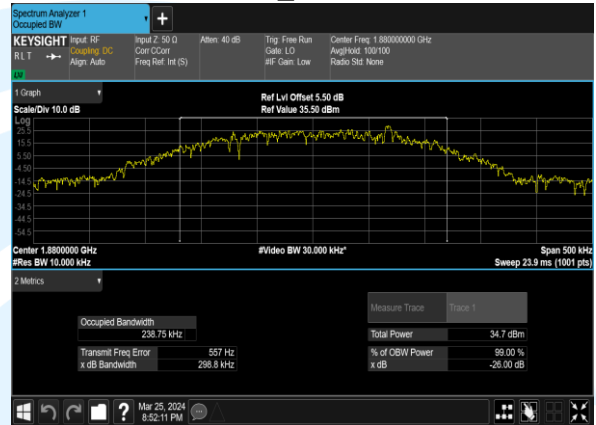 Spectrum Analyzer 1
Occupied BW
+
KEYSIGHT Input: RF Input Z: 50 Ω Atten: 40 dB Trig: Free Run Center Freq: 1.880000000 GHz
RLT Coupling: DC Corr CCorr Gate: LO Avg|Hold: 100/100
Align: Auto Freq Ref: Int (S) #IF Gain: Low Radio Std: None
LW
1 Graph
Ref Lvl Offset 5.50 dB
Scale/Div 10.0 dB Ref Value 35.50 dBm
Log
25.5
15.5
5.50
-4.50
-14.5
-24.5
-34.5
-44.5
-54.5
Center 1.8800000 GHz #Video BW 30.000 kHz* Span 500 kHz
#Res BW 10.000 kHz Sweep 23.9 ms (1001 pts)
2 Metrics
Measure Trace Trace 1
Occupied Bandwidth
238.75 kHz Total Power 34.7 dBm
Transmit Freq Error 557 Hz % of OBW Power 99.00 %
x dB Bandwidth 298.8 kHz x dB -26.00 dB
? Mar 25, 2024
8:52:11 PM